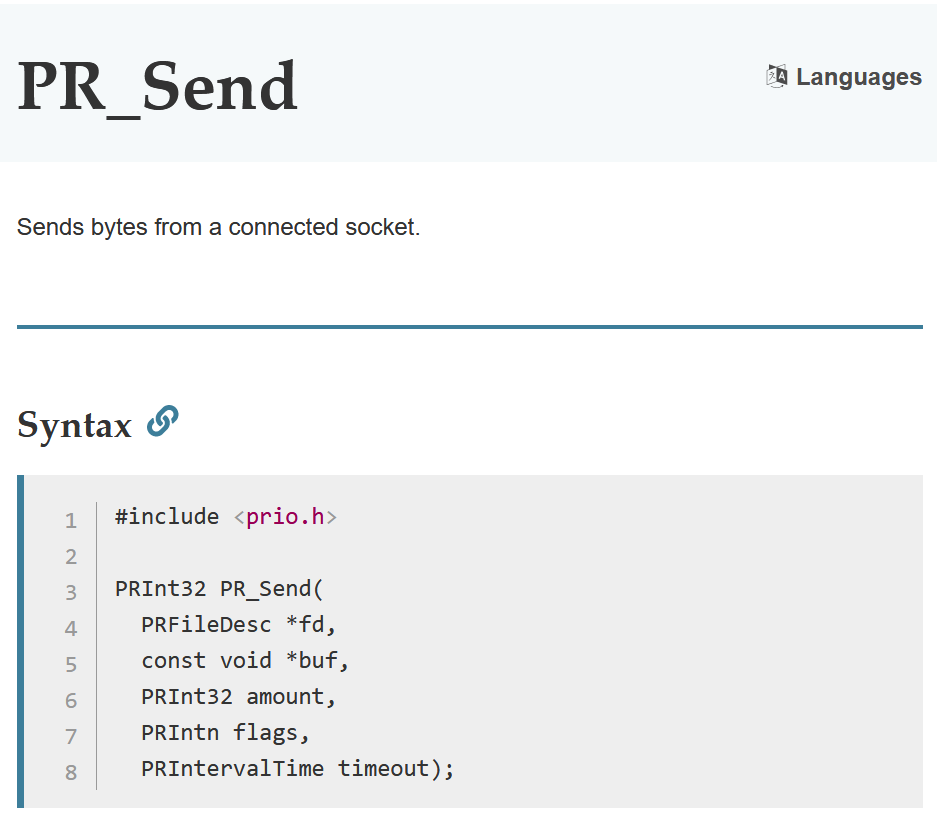 PR_Send
Languages
Sends bytes from a connected socket.
Syntax
1 #include <prio.h>
2
3 PRInt32 PR_Send(
4 PRFileDesc *fd,
5 const void *buf,
6 PRInt32 amount,
7 PRIntn flags,
8 PRIntervalTime timeout);